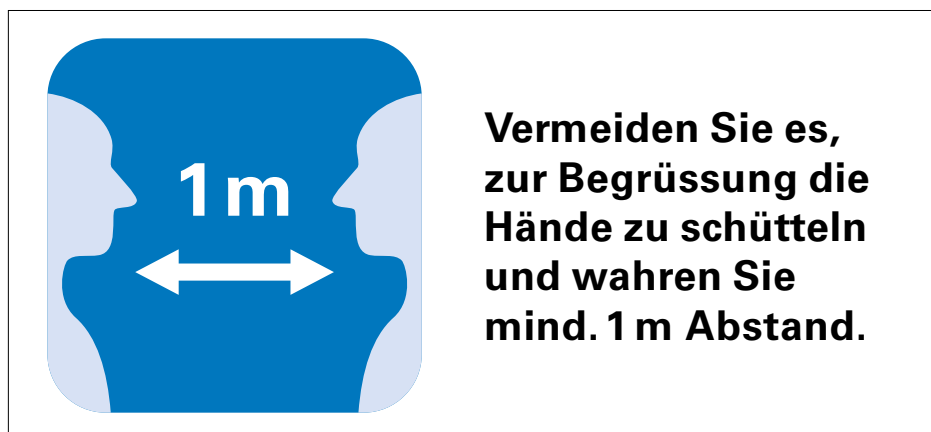 1 m
Vermeiden Sie es,
zur Begrüssung die
Hände zu schütteln
und wahren Sie
mind. 1 m Abstand.